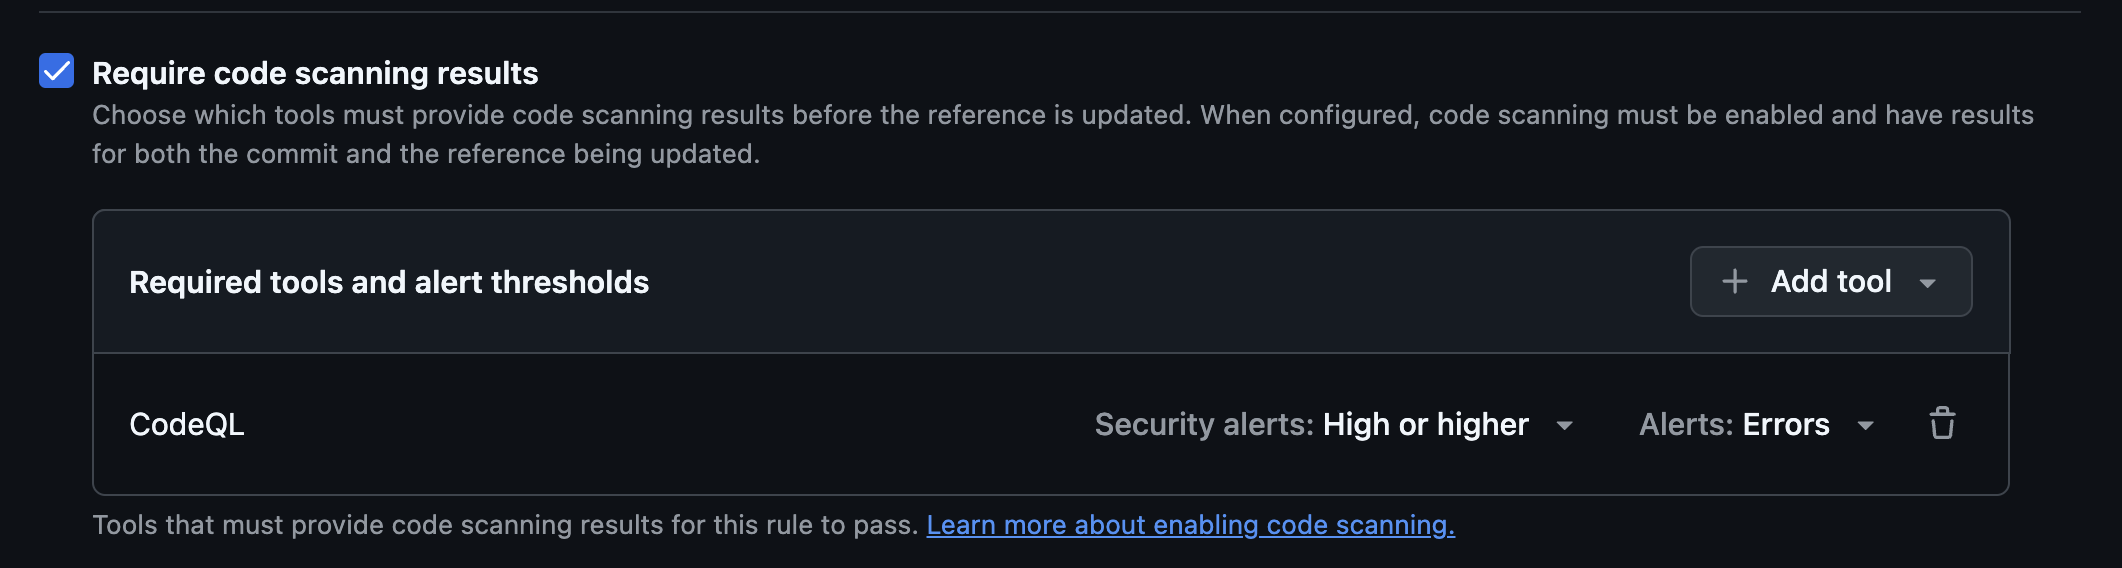 Require code scanning results
Choose which tools must provide code scanning results before the reference is updated. When configured, code scanning must be enabled and have results
for both the commit and the reference being updated.
Required tools and alert thresholds
Add tool
CodeQL
Security alerts: High or higher
Alerts: Errors
Tools that must provide code scanning results for this rule to pass. Learn more about enabling code scanning.